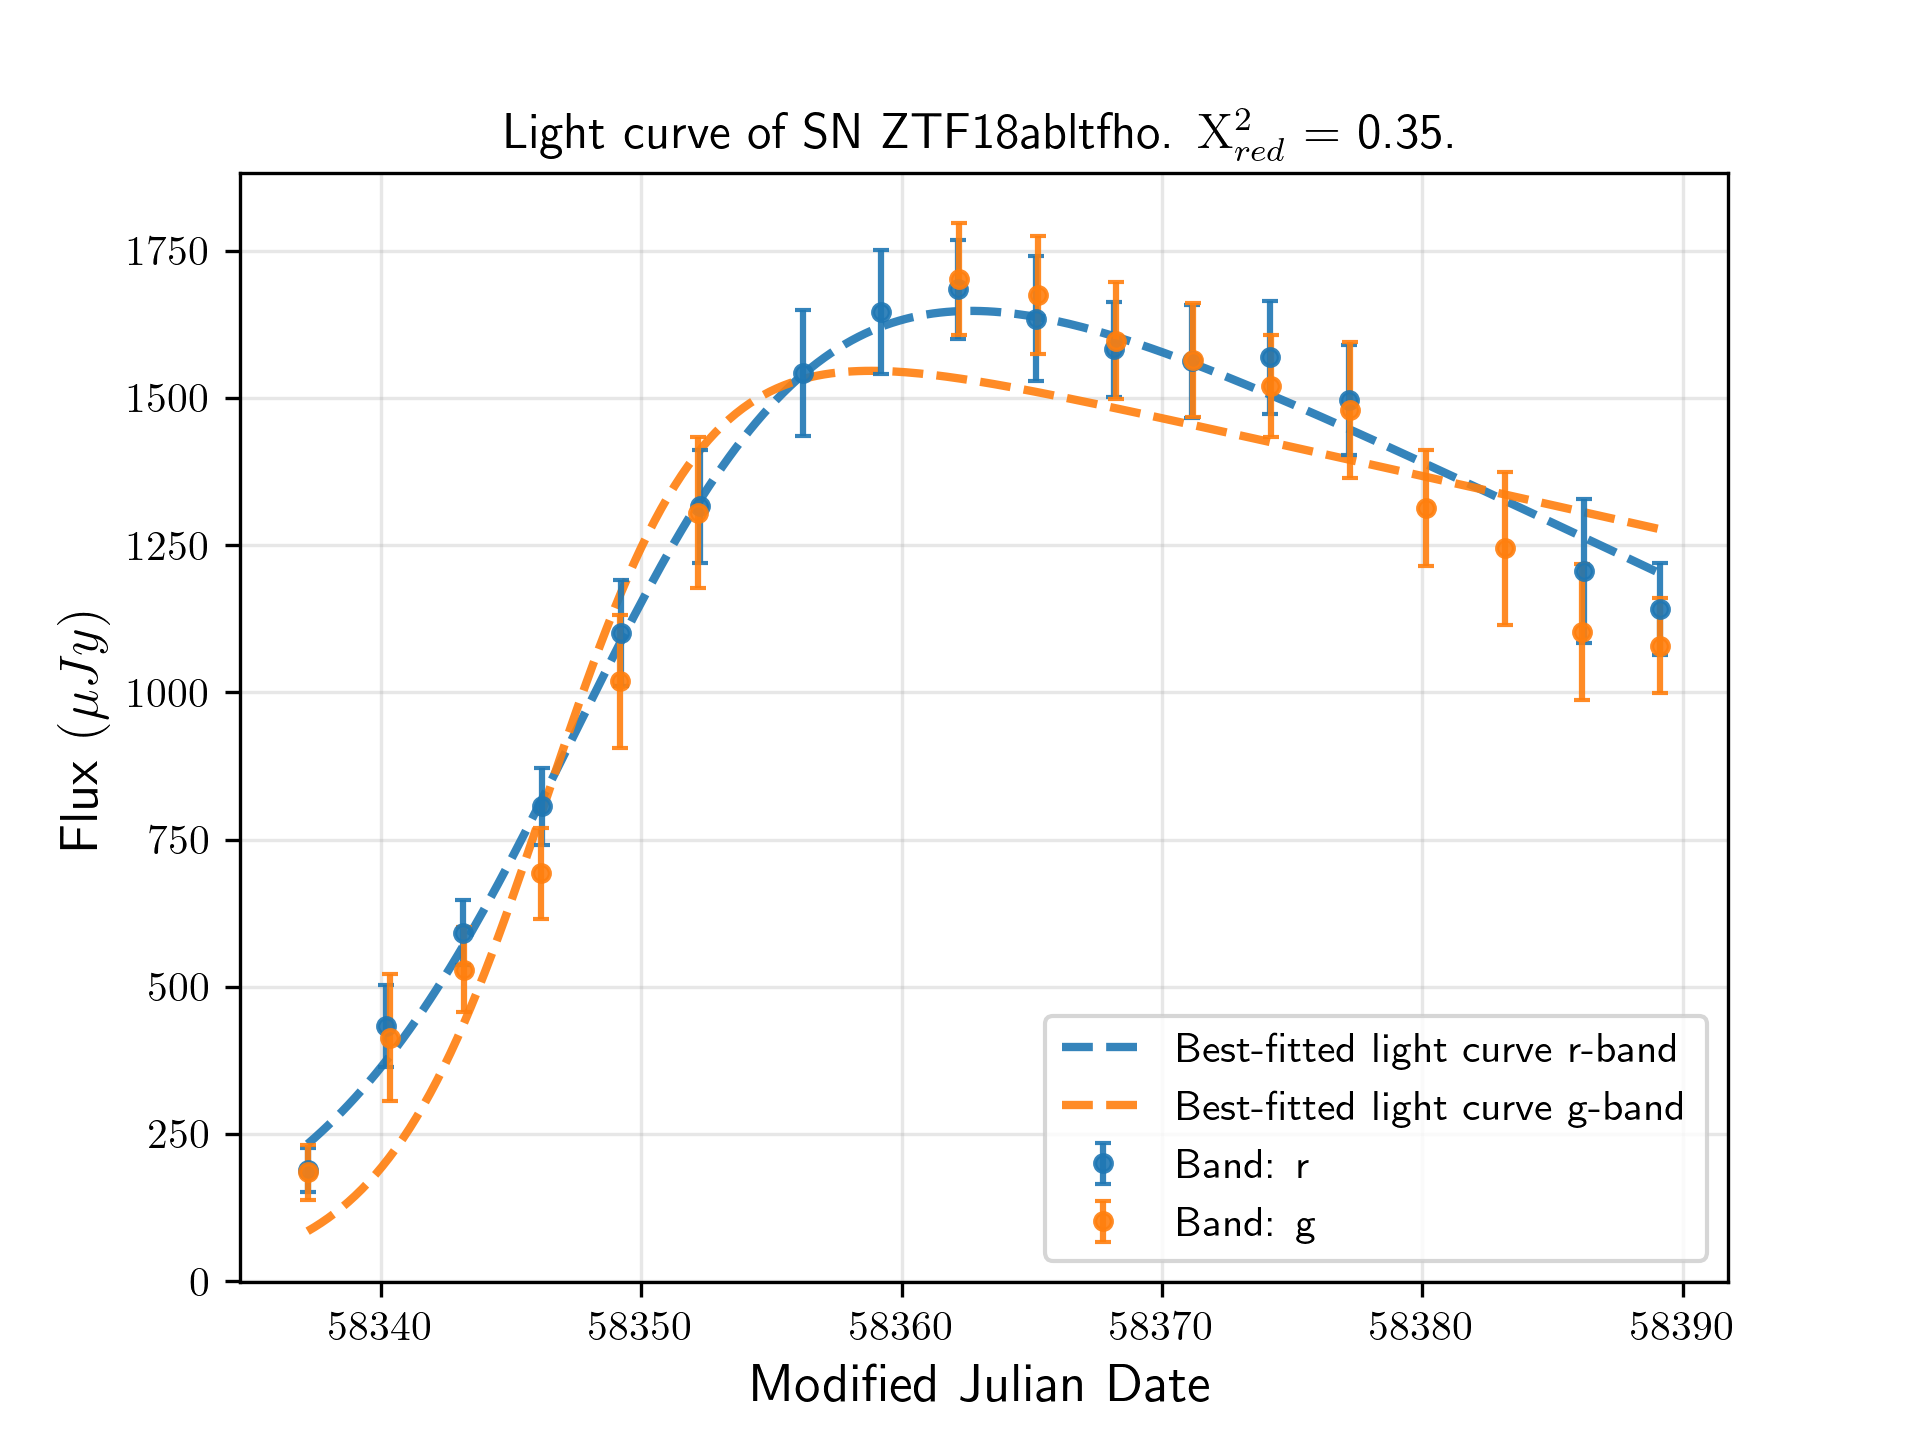 Light curve of SN ZTF18abltfho. X²_red = 0.35.
Flux (μJy)
1750
1500
1250
1000
750
500
250
0
58340 58350 58360 58370 58380 58390
Modified Julian Date
Best-fitted light curve r-band
Best-fitted light curve g-band
Band: r
Band: g